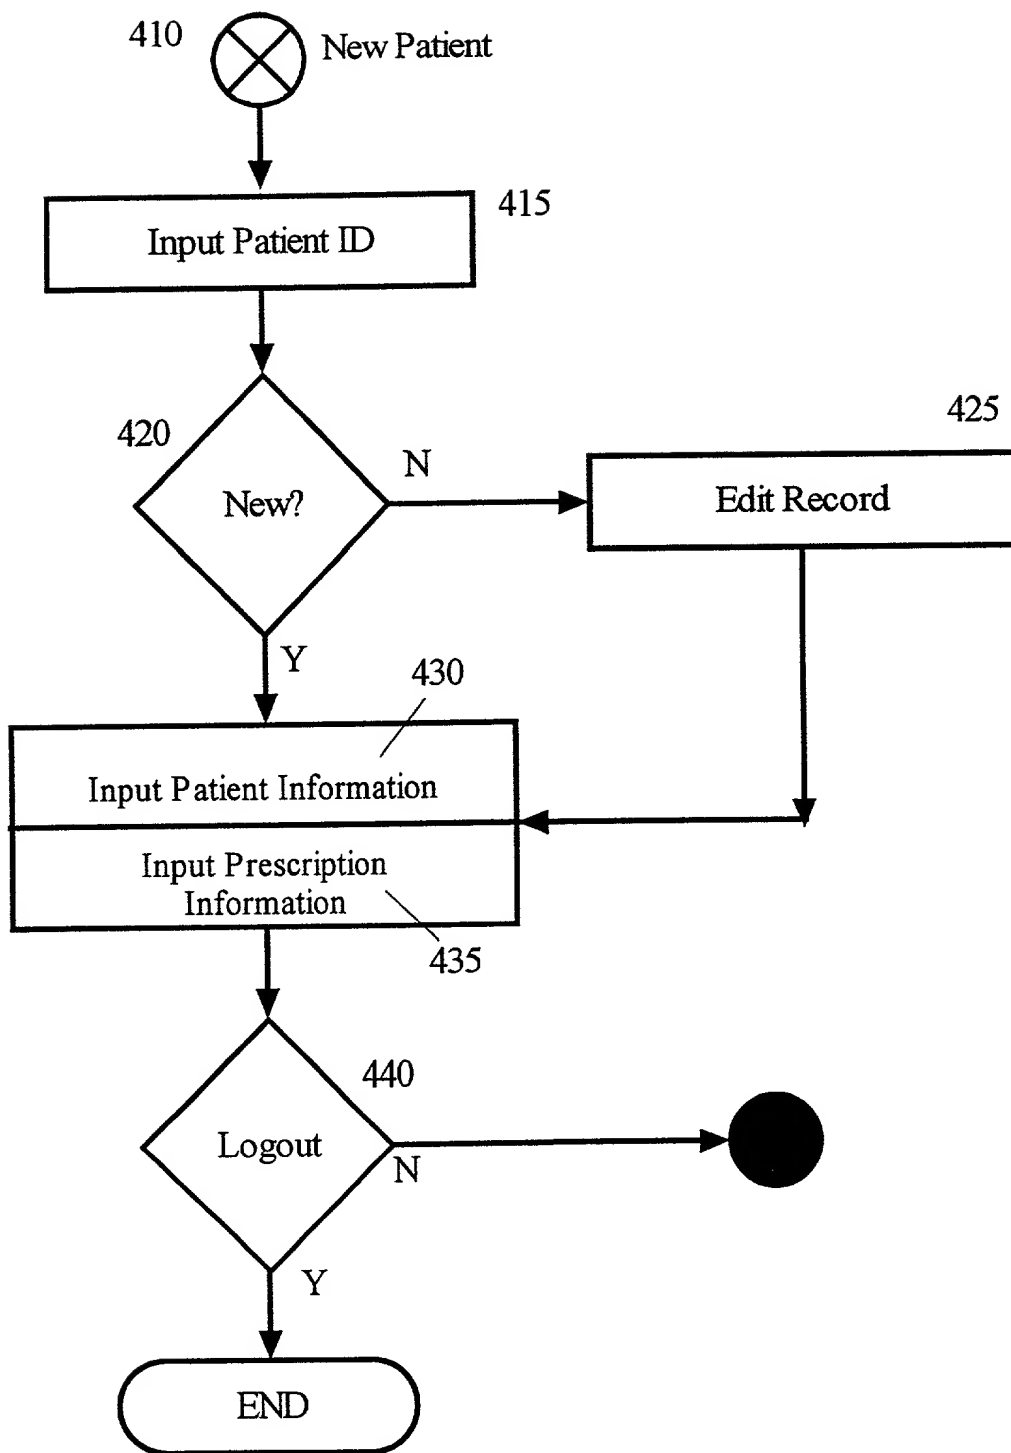 410
New Patient
415
Input Patient ID
420
New?
N
425
Edit Record
Y
430
Input Patient Information
Input Prescription
Information
435
440
Logout
N
Y
END